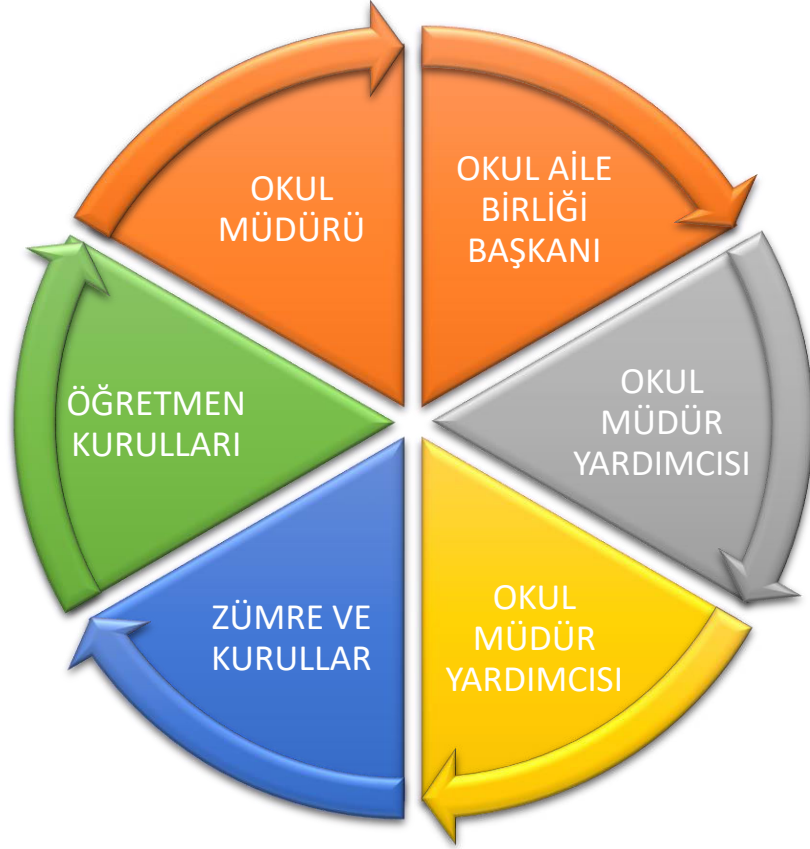 OKUL
MÜDÜRÜ
OKUL AİLE
BİRLİĞİ
BAŞKANI
OKUL
MÜDÜR
YARDIMCISI
OKUL
MÜDÜR
YARDIMCISI
ZÜMRE VE
KURULLAR
ÖĞRETMEN
KURULLARI